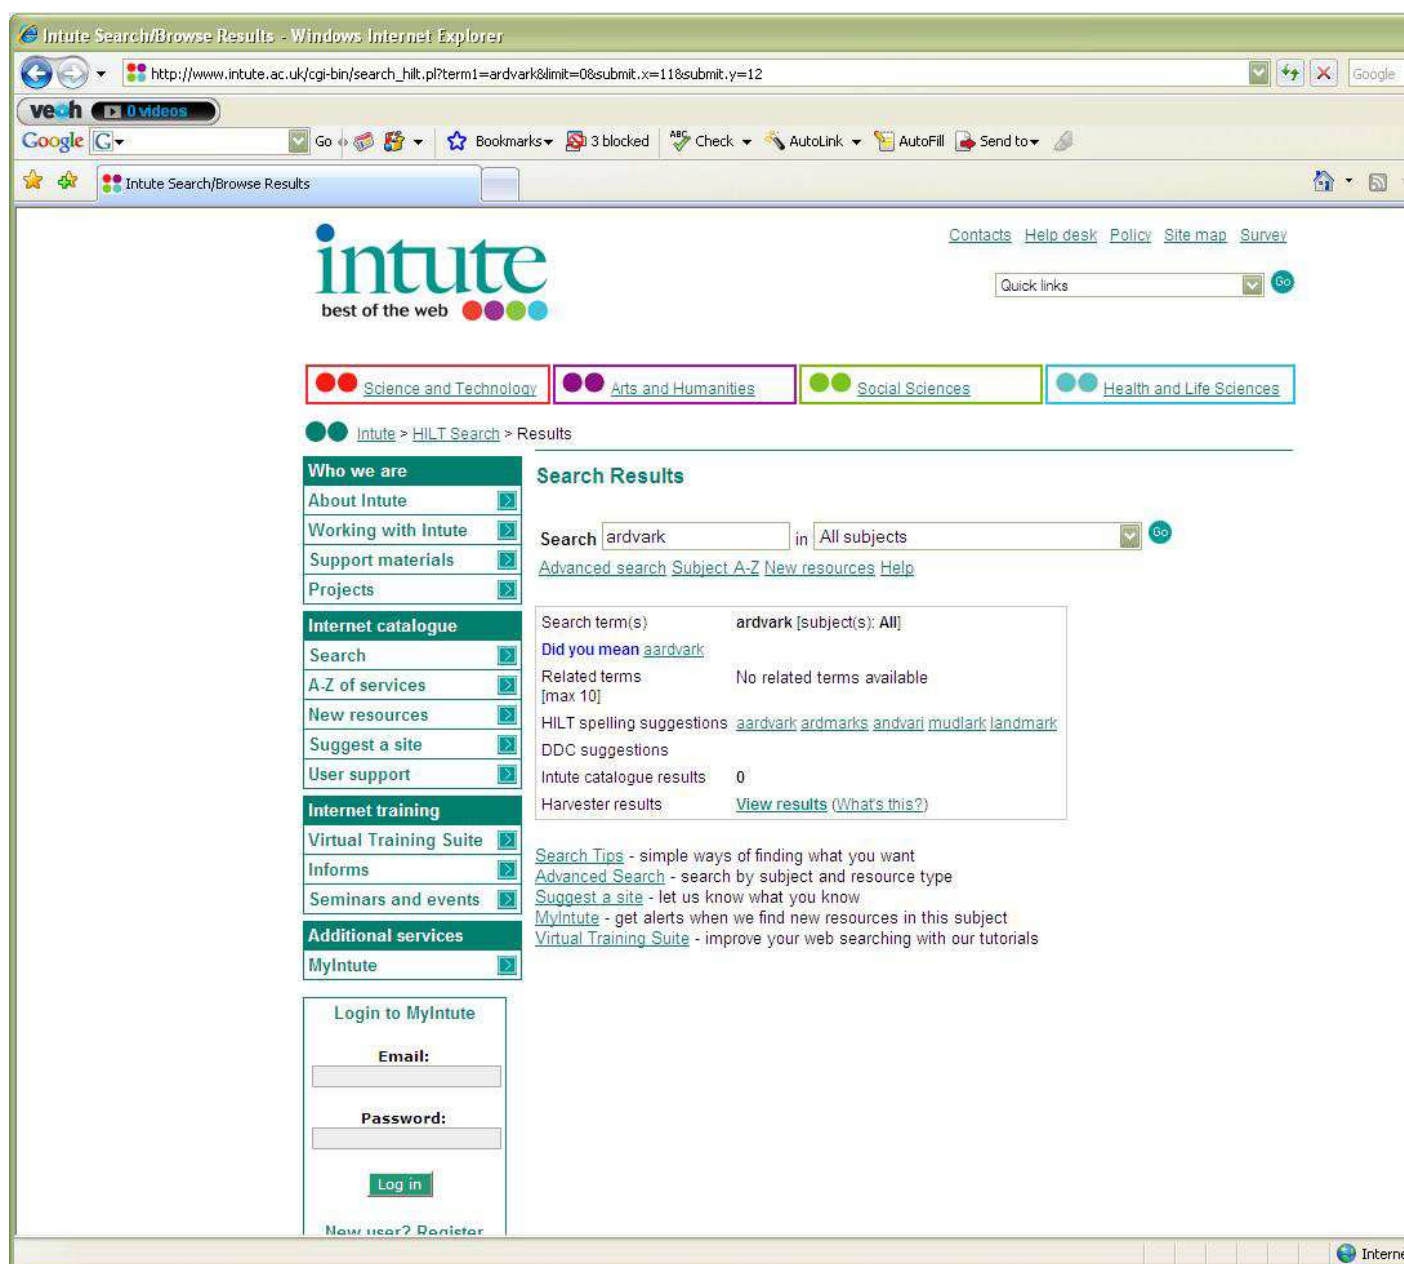 Intute Search/Browse Results - Windows Internet Explorer
http://www.intute.ac.uk/cgi-bin/search_hilt.pl?term1=ardvark&limit=0&submit.x=11&submit.y=12
Google
veoh 0 videos
Google G Go Bookmarks 3 blocked ABC Check AutoLink AutoFill Send to
Intute Search/Browse Results
Contacts Help desk Policy Site map Survey
intute
best of the web
Quick links Go
Science and Technology Arts and Humanities Social Sciences Health and Life Sciences
Intute > HILT Search > Results
Who we are
About Intute
Working with Intute
Support materials
Projects
Internet catalogue
Search
A-Z of services
New resources
Suggest a site
User support
Internet training
Virtual Training Suite
Informs
Seminars and events
Additional services
MyIntute
Login to MyIntute
Email:
Password:
Log in
New user? Register
Search Results
Search ardvark in All subjects Go
Advanced search Subject A-Z New resources Help
Search term(s) ardvark [subject(s): All]
Did you mean aardvark
Related terms No related terms available
[max 10]
HILT spelling suggestions aardvark ardmarks andvari mudlark landmark
DDC suggestions
Intute catalogue results 0
Harvester results View results (What's this?)
Search Tips - simple ways of finding what you want
Advanced Search - search by subject and resource type
Suggest a site - let us know what you know
MyIntute - get alerts when we find new resources in this subject
Virtual Training Suite - improve your web searching with our tutorials
Interne